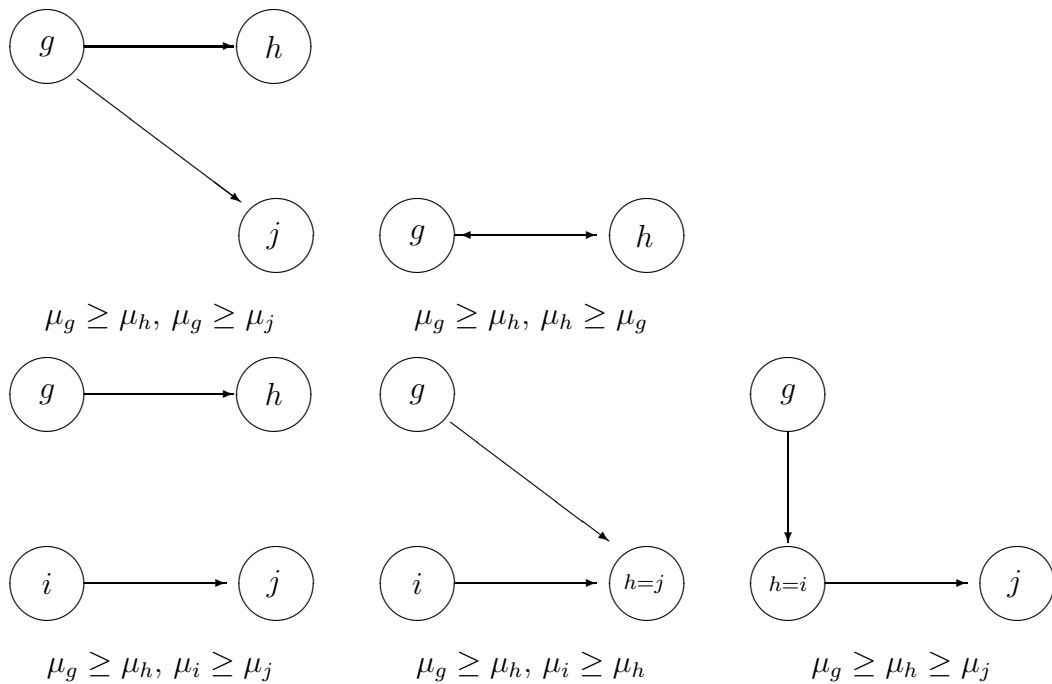 g h
j
g h
μ_g ≥ μ_h, μ_g ≥ μ_j
μ_g ≥ μ_h, μ_h ≥ μ_g
g h
g
g
i j
i h=j
h=i j
μ_g ≥ μ_h, μ_i ≥ μ_j
μ_g ≥ μ_h, μ_i ≥ μ_h
μ_g ≥ μ_h ≥ μ_j